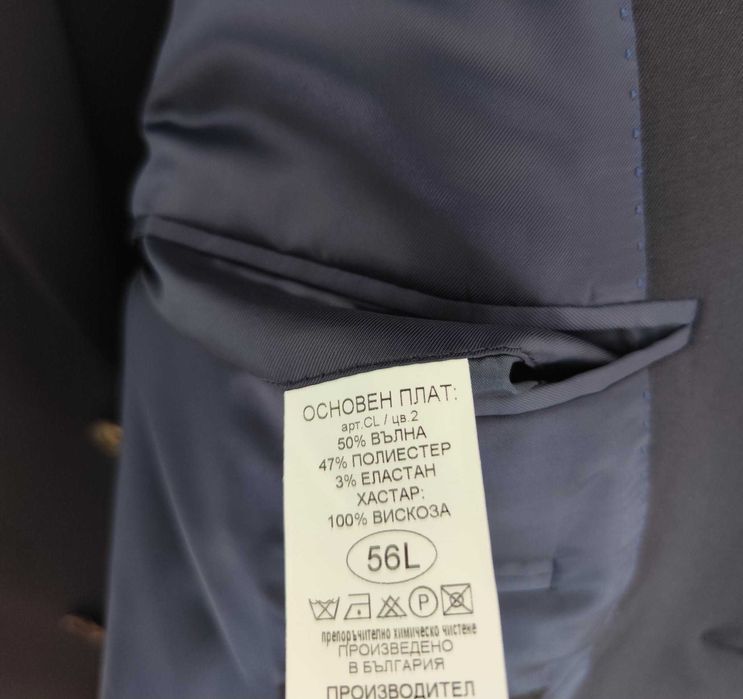 ОСНОВЕН ПЛАТ:
арт.CL / цв.2
50% ВЪЛНА
47% ПОЛИЕСТЕР
3% ЕЛАСТАН
ХАСТАР:
100% ВИСКОЗА
56L
P
препоръчително химическо чистене
ПРОИЗВЕДЕНО
В БЪЛГАРИЯ
ПРОИЗВОДИТЕЛ